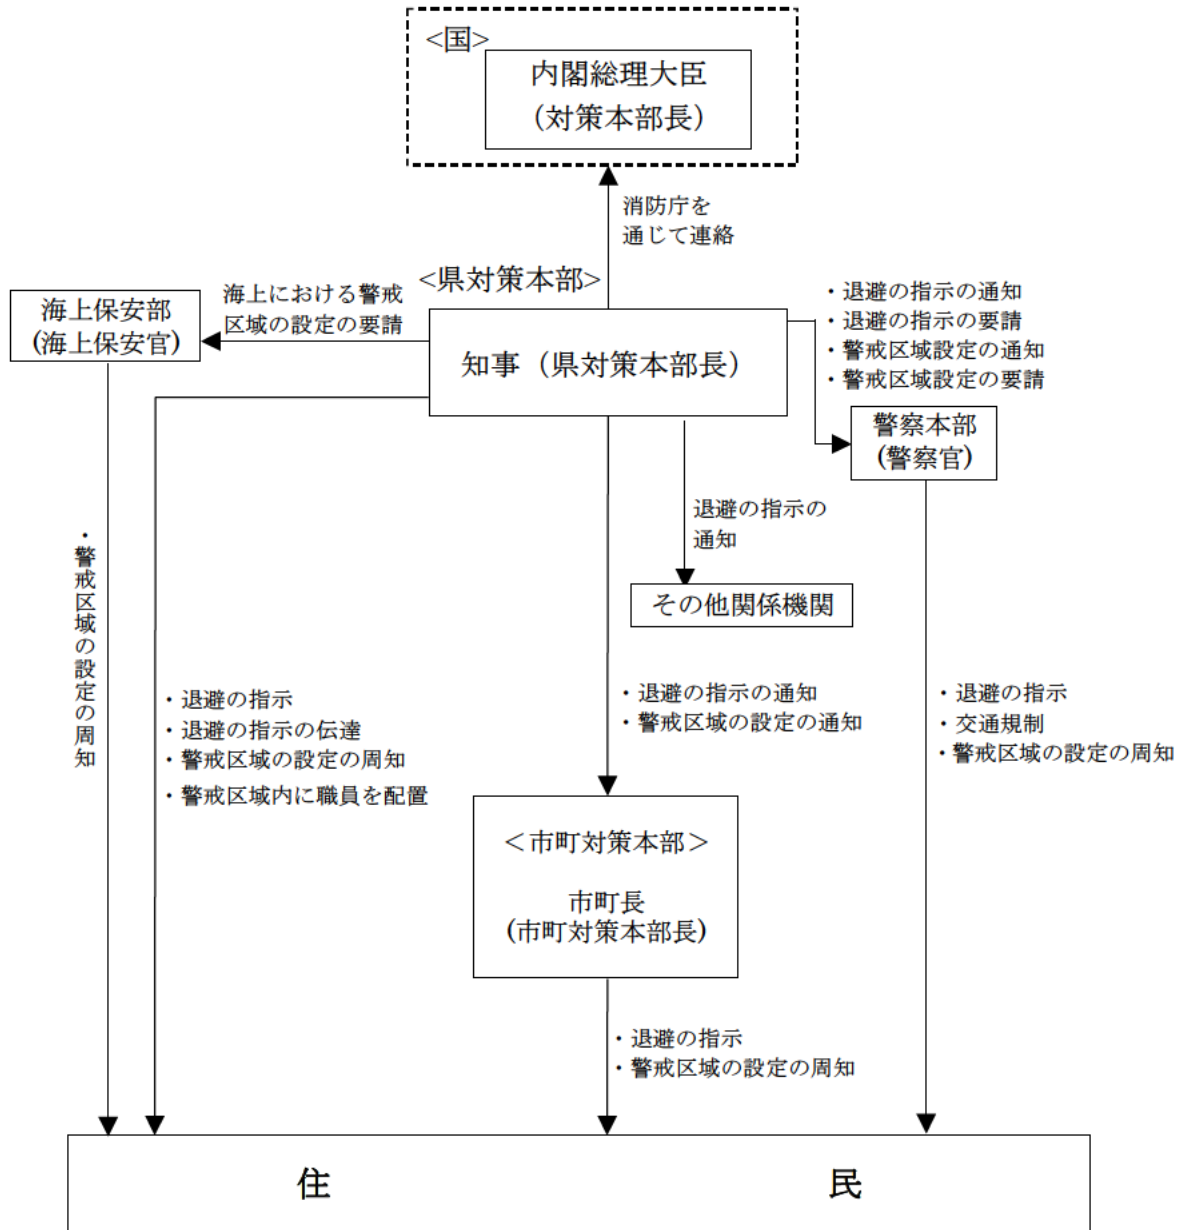 <国>
内閣総理大臣
（対策本部長）
消防庁を
通じて連絡
<県対策本部>
海上における警戒
区域の設定の要請
海上保安部
(海上保安官)
知事（県対策本部長）
・退避の指示の通知
・退避の指示の要請
・警戒区域設定の通知
・警戒区域設定の要請
警察本部
(警察官)
退避の指示の
通知
その他関係機関
・警戒区域の設定の周知
・退避の指示
・退避の指示の伝達
・警戒区域の設定の周知
・警戒区域内に職員を配置
・退避の指示の通知
・警戒区域の設定の通知
・退避の指示
・交通規制
・警戒区域の設定の周知
＜市町対策本部＞
市町長
(市町対策本部長)
・退避の指示
・警戒区域の設定の周知
住 民